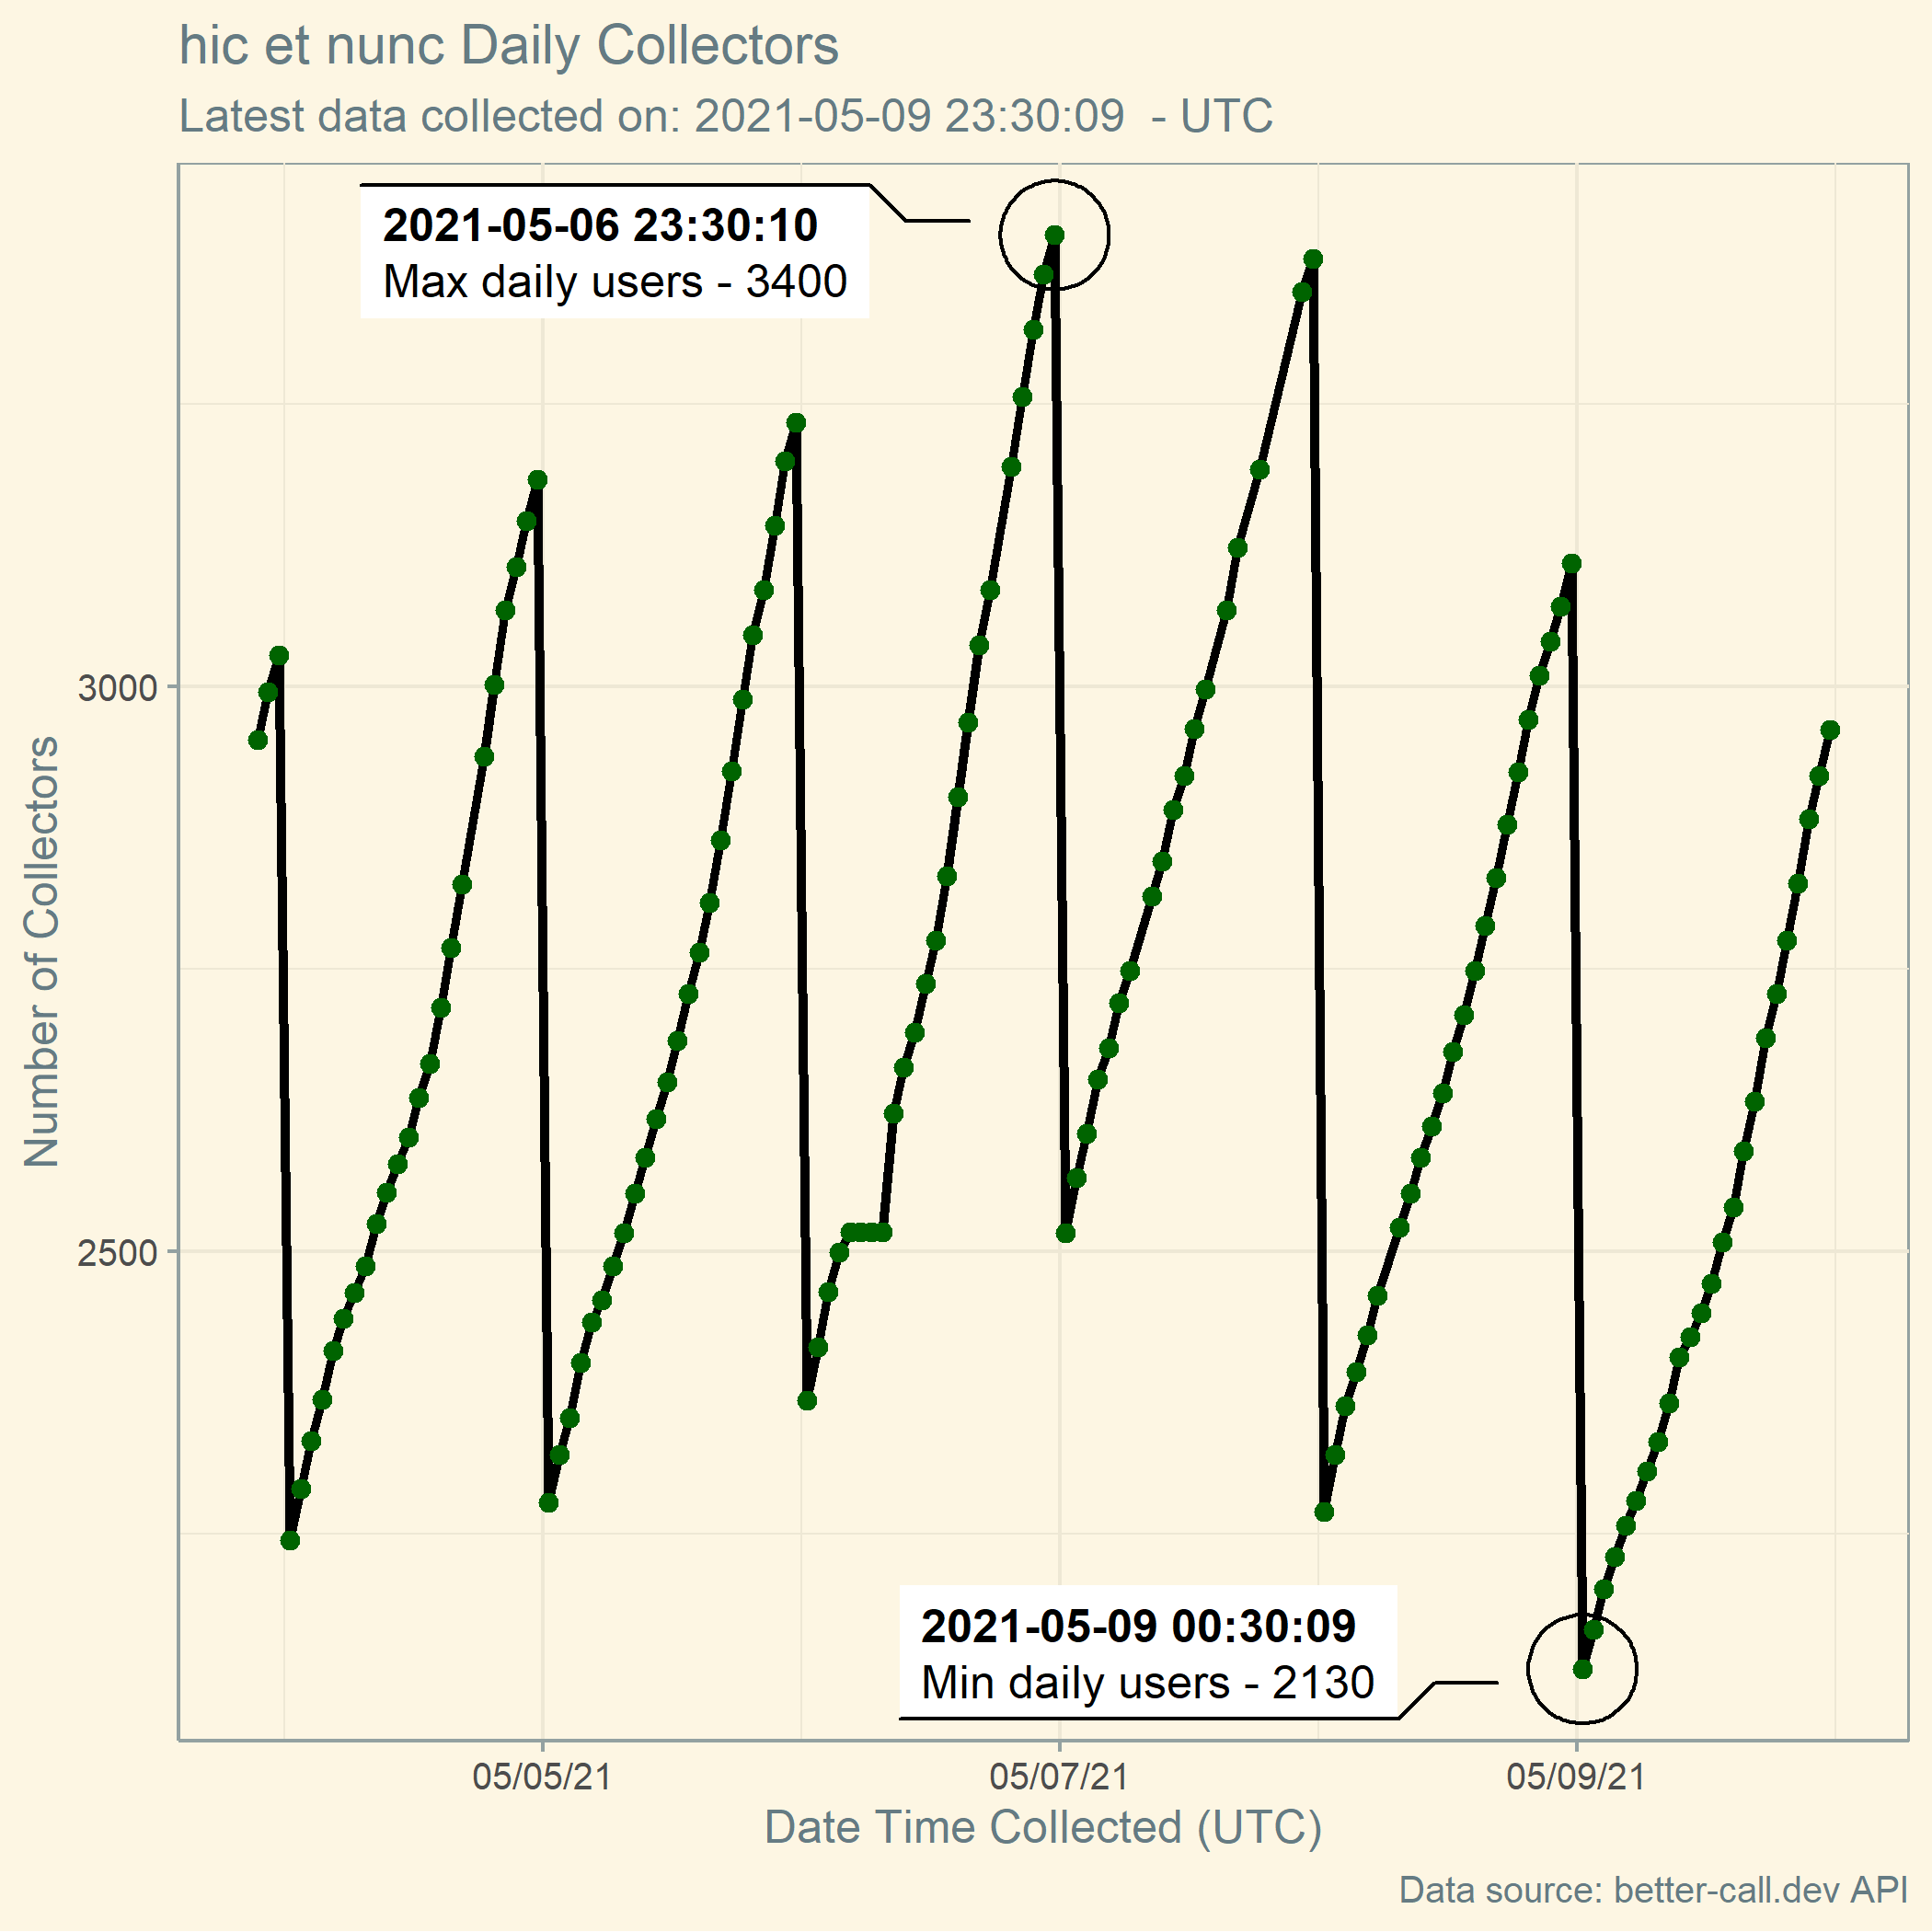 hic et nunc Daily Collectors
Latest data collected on: 2021-05-09 23:30:09  - UTC
2021-05-06 23:30:10
Max daily users - 3400
3000
2500
Number of Collectors
2021-05-09 00:30:09
Min daily users - 2130
05/05/21
05/07/21
05/09/21
Date Time Collected (UTC)
Data source: better-call.dev API